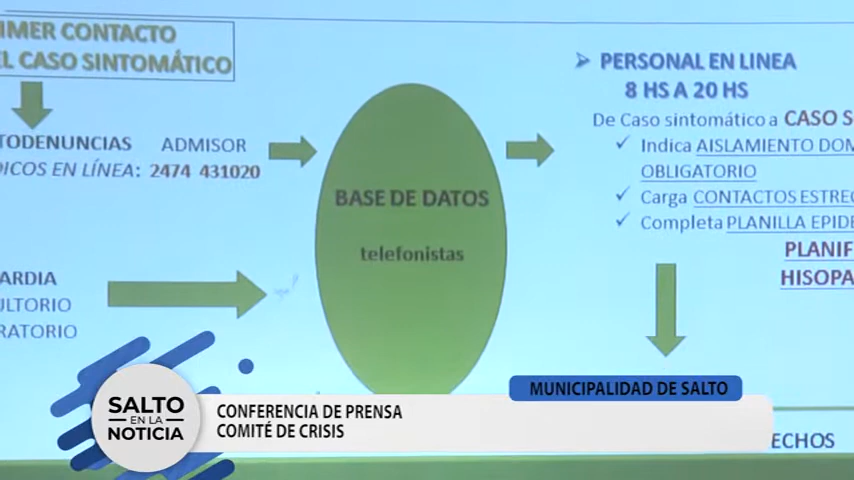 IMER CONTACTO
EL CASO SINTOMÁTICO
TODENUNCIAS ADMISOR
DICOS EN LÍNEA: 2474 431020
ARDIA
ULTORIO
RATORIO
BASE DE DATOS
telefonistas
PERSONAL EN LINEA
8 HS A 20 HS
De Caso sintomático a CASO S
Indica AISLAMIENTO DOM
OBLIGATORIO
Carga CONTACTOS ESTREC
Completa PLANILLA EPIDE
PLANIF
HISOPA
ECHOS
MUNICIPALIDAD DE SALTO
SALTO
EN LA
NOTICIA
CONFERENCIA DE PRENSA
COMITÉ DE CRISIS